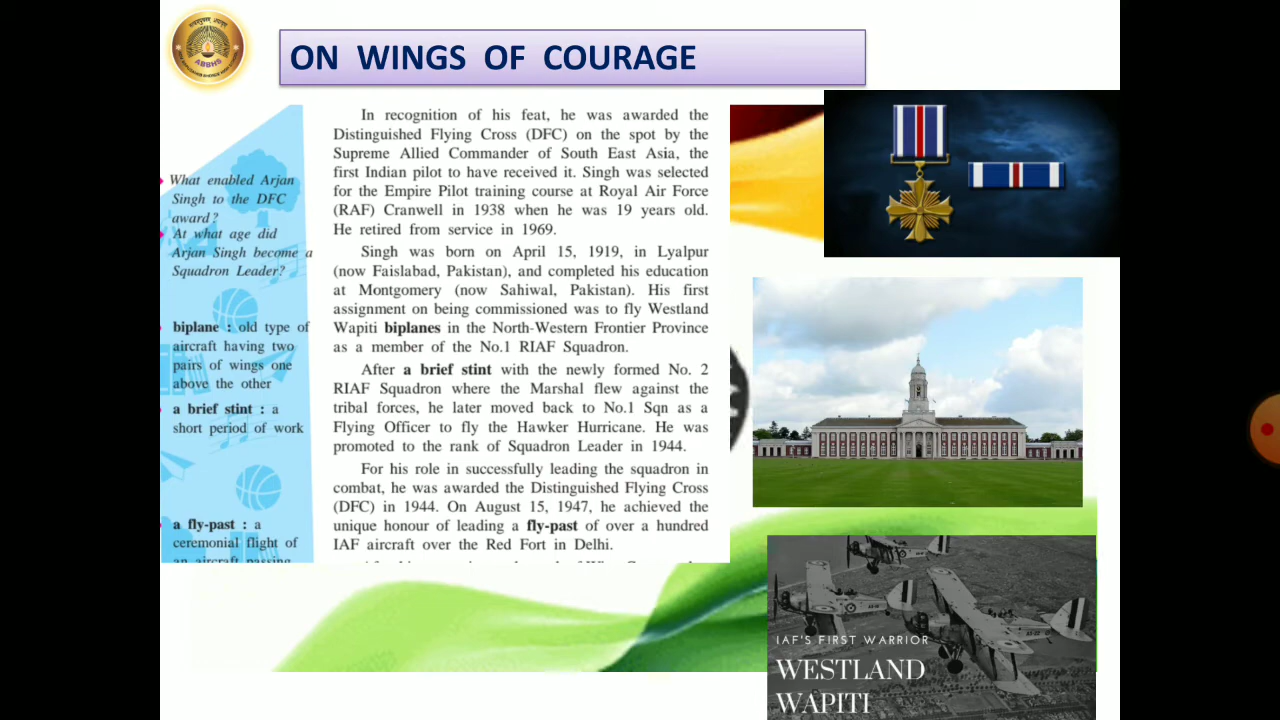 ABBHS
ON WINGS OF COURAGE
What enabled Arjan
Singh to the DFC
award?
At what age did
Arjan Singh become a
Squadron Leader?
biplane : old type of
aircraft having two
pairs of wings one
above the other
a brief stint : a
short period of work
a fly-past : a
ceremonial flight of
an aircraft passing
In recognition of his feat, he was awarded the
Distinguished Flying Cross (DFC) on the spot by the
Supreme Allied Commander of South East Asia, the
first Indian pilot to have received it. Singh was selected
for the Empire Pilot training course at Royal Air Force
(RAF) Cranwell in 1938 when he was 19 years old.
He retired from service in 1969.
Singh was born on April 15, 1919, in Lyalpur
(now Faislabad, Pakistan), and completed his education
at Montgomery (now Sahiwal, Pakistan). His first
assignment on being commissioned was to fly Westland
Wapiti biplanes in the North-Western Frontier Province
as a member of the No.1 RIAF Squadron.
After a brief stint with the newly formed No. 2
RIAF Squadron where the Marshal flew against the
tribal forces, he later moved back to No.1 Sqn as a
Flying Officer to fly the Hawker Hurricane. He was
promoted to the rank of Squadron Leader in 1944.
For his role in successfully leading the squadron in
combat, he was awarded the Distinguished Flying Cross
(DFC) in 1944. On August 15, 1947, he achieved the
unique honour of leading a fly-past of over a hundred
IAF aircraft over the Red Fort in Delhi.
IAF'S FIRST WARRIOR
WESTLAND
WAPITI